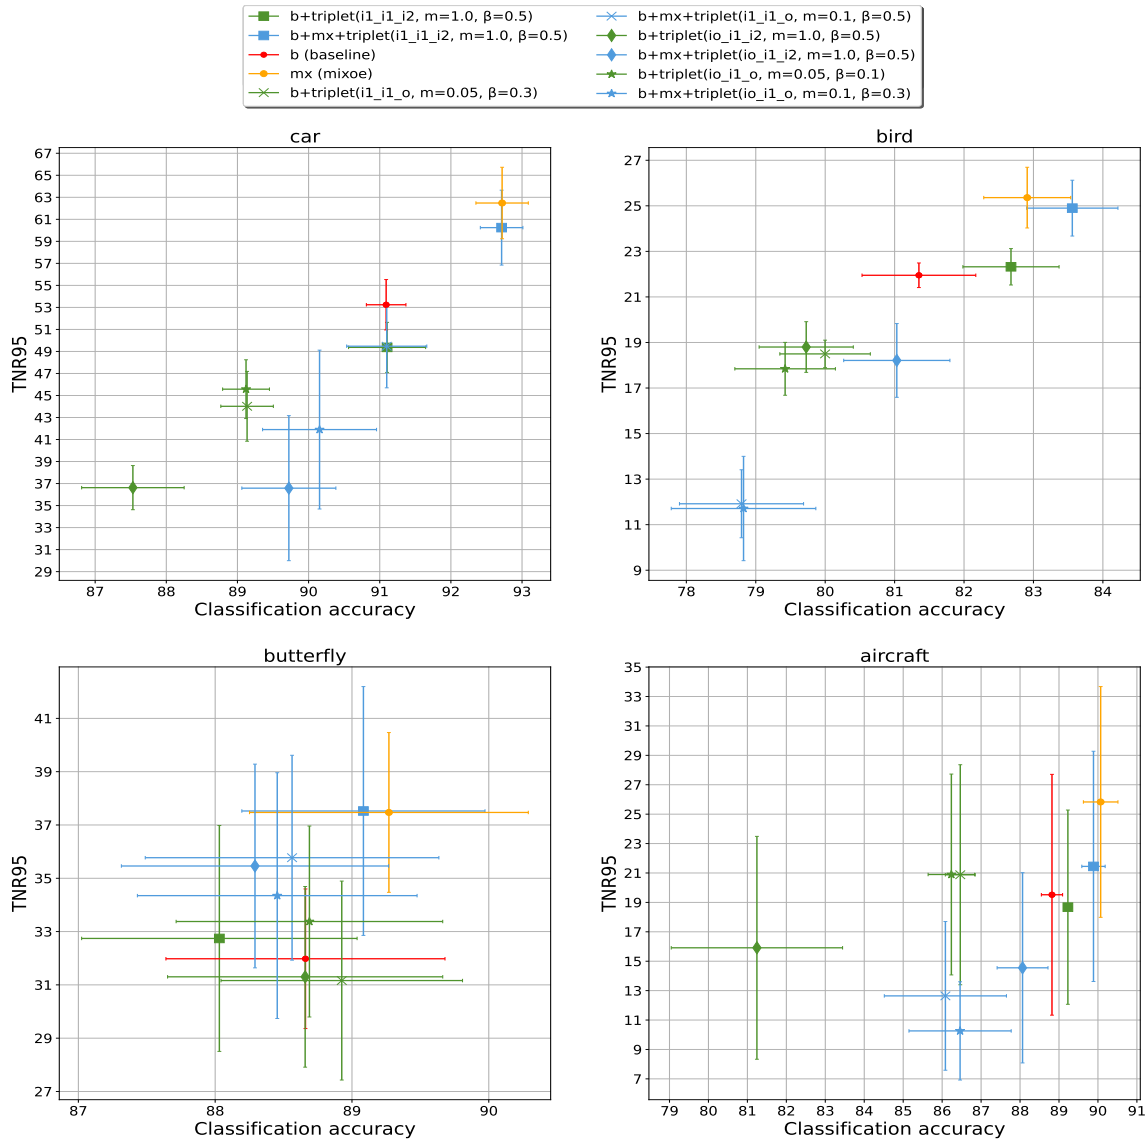 b+triplet(i1_i1_i2, m=1.0, β=0.5)
b+mx+triplet(i1_i1_i2, m=1.0, β=0.5)
b (baseline)
mx (mixoe)
b+triplet(i1_i1_o, m=0.05, β=0.3)
b+mx+triplet(i1_i1_o, m=0.1, β=0.5)
b+triplet(io_i1_i2, m=1.0, β=0.5)
b+mx+triplet(io_i1_i2, m=1.0, β=0.5)
b+triplet(io_i1_o, m=0.05, β=0.1)
b+mx+triplet(io_i1_o, m=0.1, β=0.3)
car
TNR95
67
65
63
61
59
57
55
53
51
49
47
45
43
41
39
37
35
33
31
29
87 88 89 90 91 92 93
Classification accuracy
bird
TNR95
27
25
23
21
19
17
15
13
11
9
78 79 80 81 82 83 84
Classification accuracy
butterfly
TNR95
41
39
37
35
33
31
29
27
87 88 89 90
Classification accuracy
aircraft
TNR95
35
33
31
29
27
25
23
21
19
17
15
13
11
9
7
79 80 81 82 83 84 85 86 87 88 89 90 91
Classification accuracy